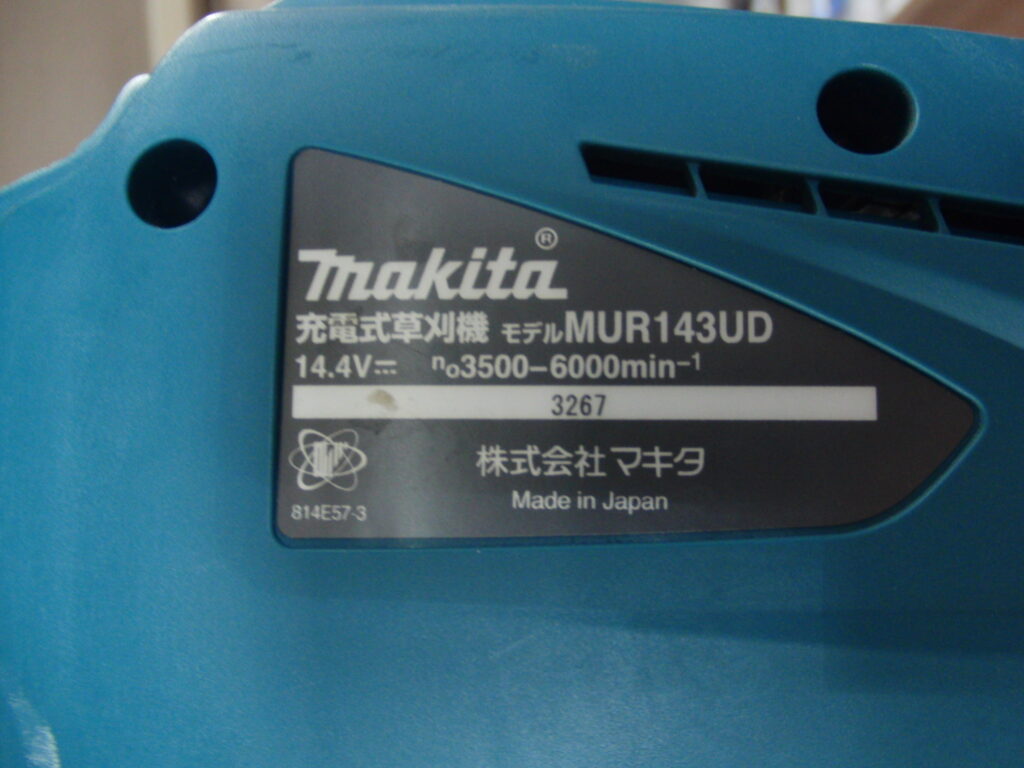 makita®
充電式草刈機 モデルMUR143UD
14.4V⎓ n₀3500-6000min⁻¹
3267
株式会社マキタ
Made in Japan
814E57-3